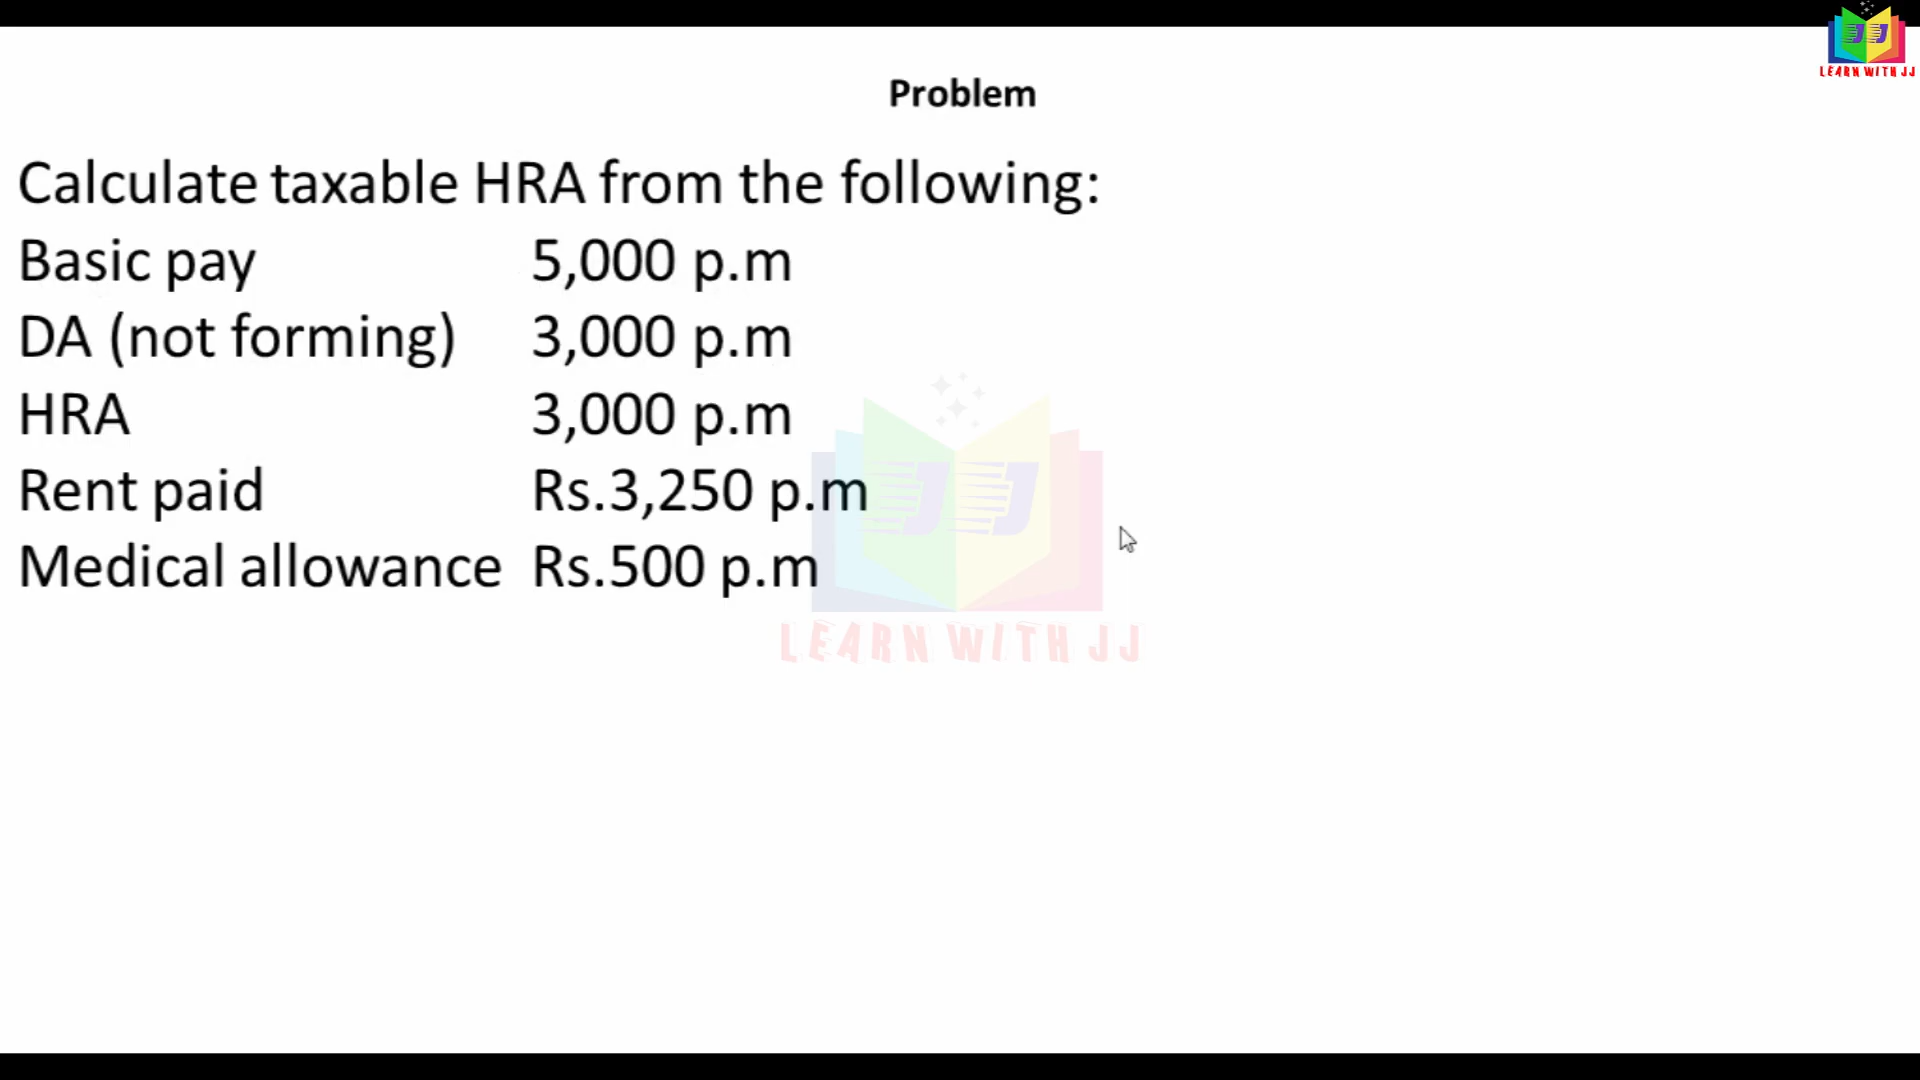 LEARN WITH JJ
Problem
Calculate taxable HRA from the following:
Basic pay 5,000 p.m
DA (not forming) 3,000 p.m
HRA 3,000 p.m
Rent paid Rs.3,250 p.m
Medical allowance Rs.500 p.m
JJ
LEARN WITH JJ